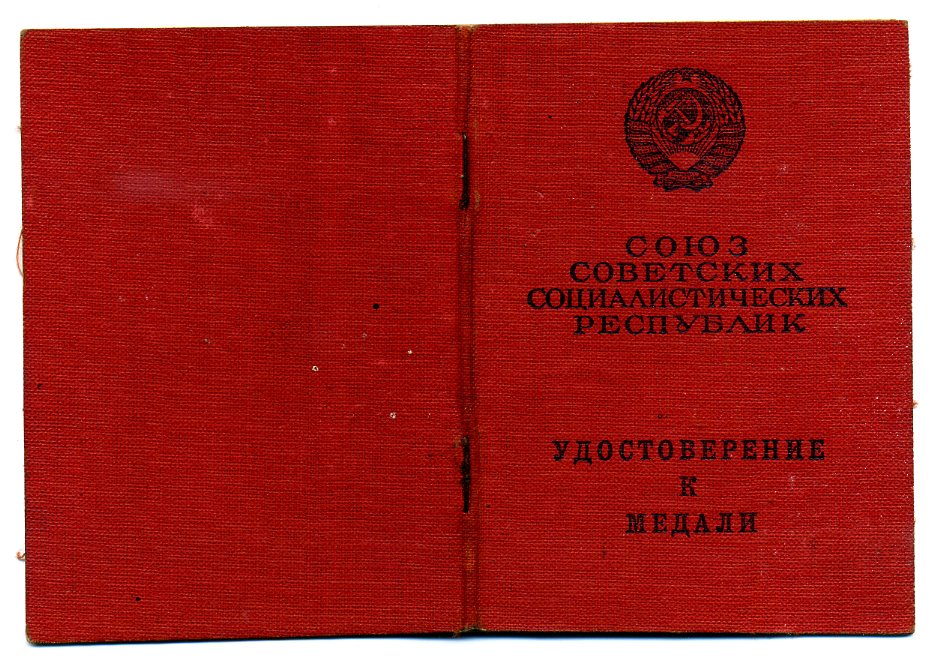 СОЮЗ
СОВЕТСКИХ
СОЦИАЛИСТИЧЕСКИХ
РЕСПУБЛИК
УДОСТОВЕРЕНИЕ
К
МЕДАЛИ